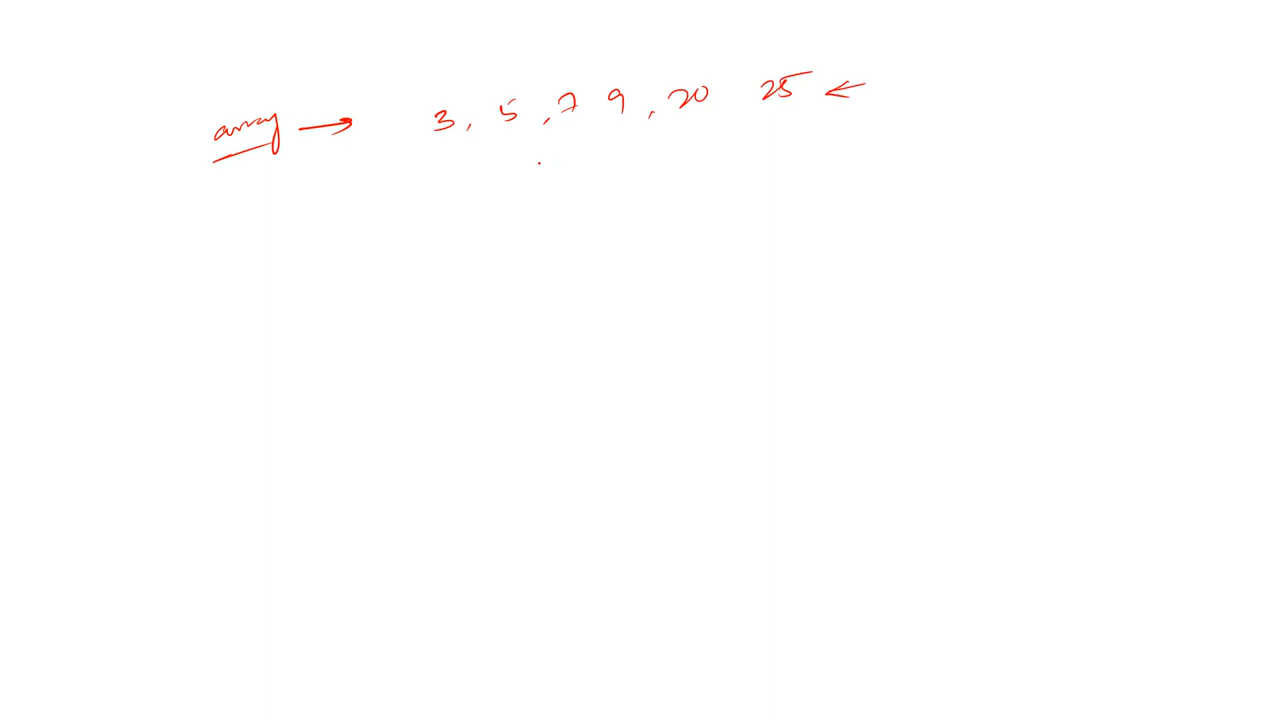 array → 3, 5, 7 9, 20 25 ←